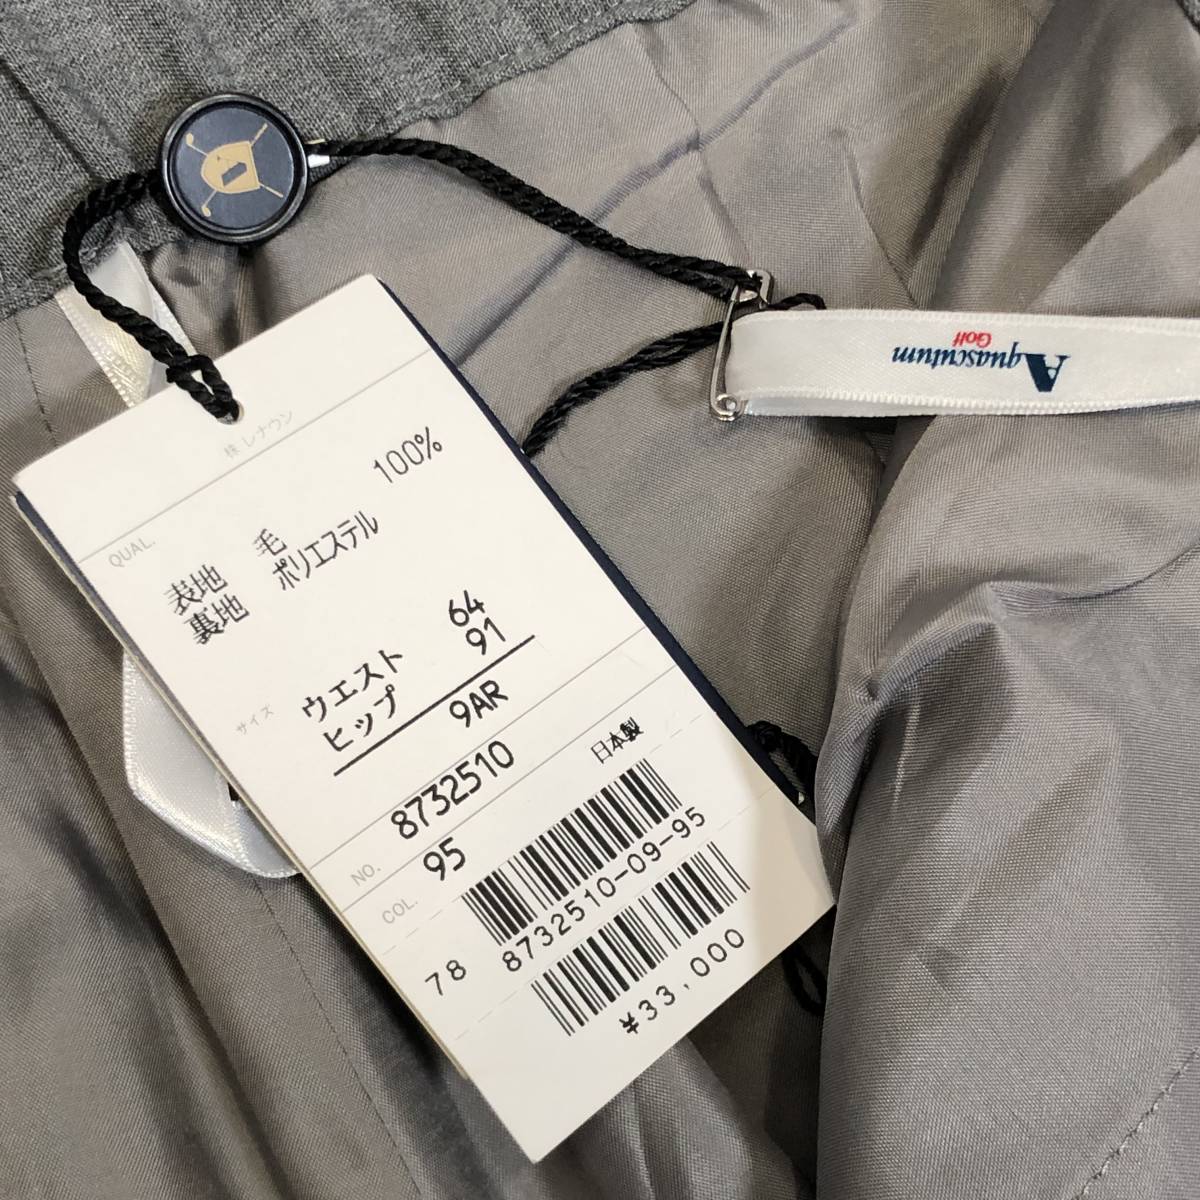 株 レナウン
QUAL.
100%
表地 毛
裏地 ポリエステル
サイズ
ウエスト 64
ヒップ 91
9AR
NO. 8732510
日本製
COL. 95
8732510-09-95
78
¥33,000
Aquascutum
Golf